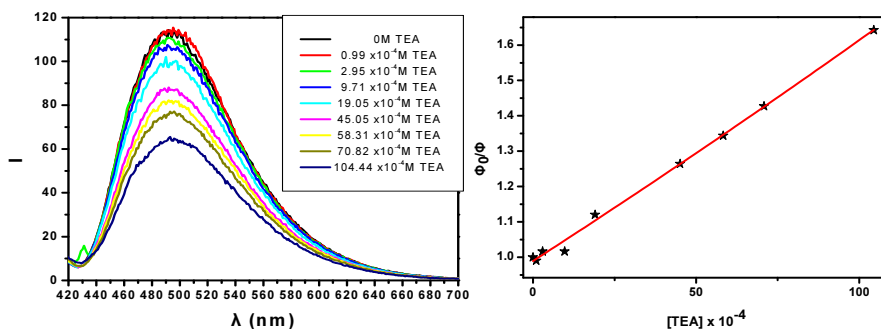 120
100
80
60
40
20
0
I
420 440 460 480 500 520 540 560 580 600 620 640 660 680 700
λ (nm)
0M TEA
0.99 x10⁻⁴M TEA
2.95 x10⁻⁴M TEA
9.71 x10⁻⁴M TEA
19.05 x10⁻⁴M TEA
45.05 x10⁻⁴M TEA
58.31 x10⁻⁴M TEA
70.82 x10⁻⁴M TEA
104.44 x10⁻⁴M TEA
1.6
1.5
1.4
1.3
1.2
1.1
1.0
Φ₀/Φ
0 20 40 60 80 100
[TEA] x 10⁻⁴